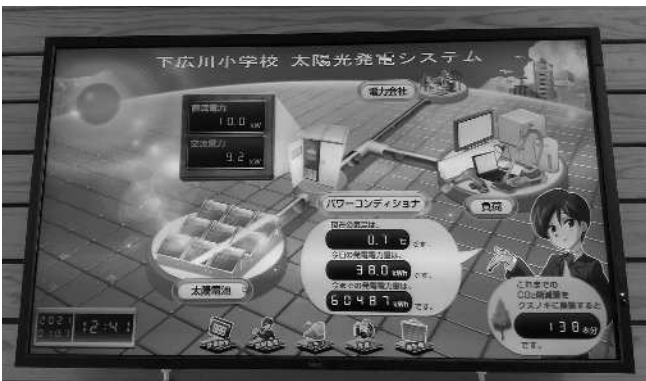 下広川小学校 太陽光発電システム
電力会社
直流電力
10.0 kW
交流電力
9.2 kW
パワーコンディショナ
負荷
太陽電池
現在の気温は、
0.1 ℃ です。
今日の発電電力量は、
38.0 kWh です。
今までの発電電力量は、
60487 kWh です。
これまでの
CO₂削減量を
クスノキに換算すると
138 本分
です。
2021
12:41